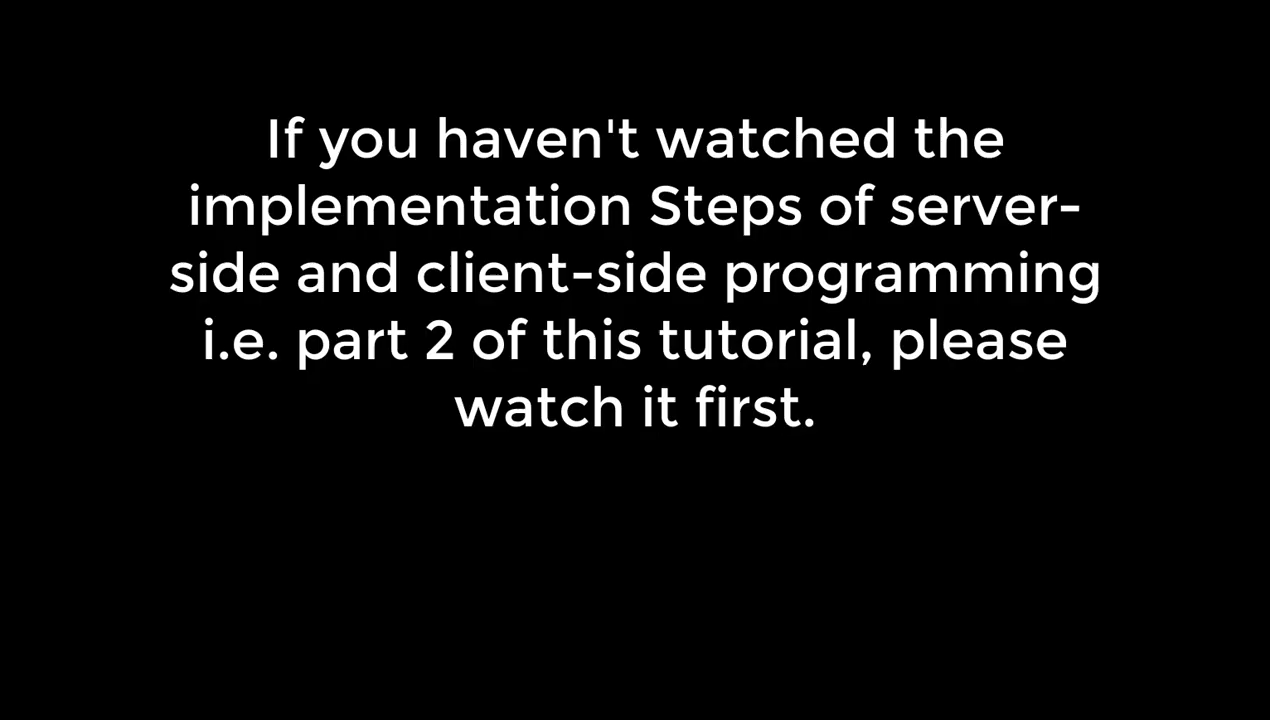 If you haven't watched the
implementation Steps of server-
side and client-side programming
i.e. part 2 of this tutorial, please
watch it first.